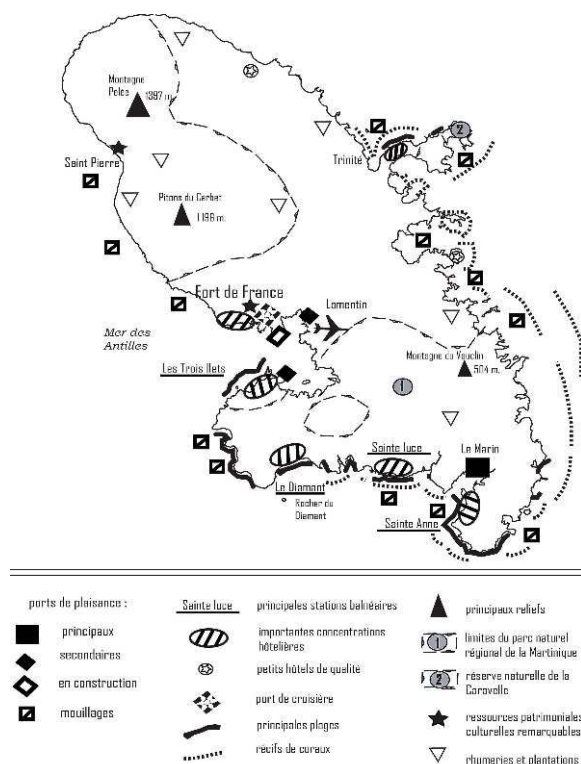 Montagne
Pelée
1397 m.
Saint Pierre
Pitons du Carbet
1196 m.
Trinité
2
Fort de France
Lamentin
Mer des
Antilles
Les Trois Ilets
Montagne du Vauclin
504 m.
1
Sainte luce
Le Marin
Le Diamant
Rocher du
Diamant
Sainte Anne
ports de plaisance :
principaux
secondaires
en construction
mouillages
Sainte luce
principales stations balnéaires
importantes concentrations
hôtelières
petits hôtels de qualité
port de croisière
principales plages
récifs de coraux
principaux reliefs
1
limites du parc naturel
régional de la Martinique
2
réserve naturelle de la
Caravelle
ressources patrimoniales
culturelles remarquables
rhumeries et plantations